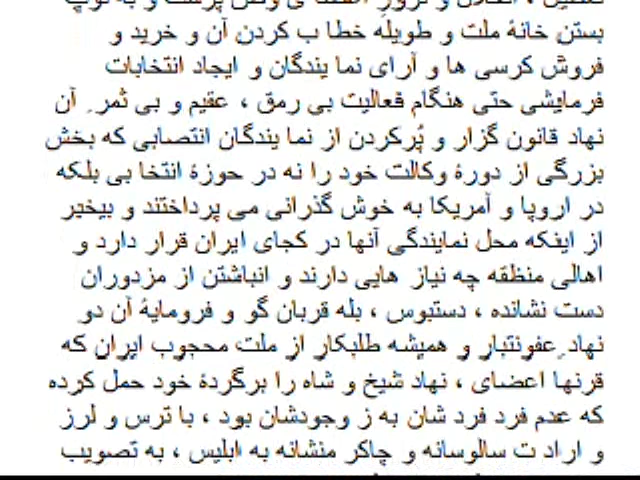 بستن خانهٔ ملت و طویله خطا ب کردن آن و خرید و
فروش کرسی ها و آرای نما یندگان و ایجاد انتخابات
فرمایشی حتی هنگام فعالیت بی رمق ، عقیم و بی ثمرِ آن
نهاد قانون گزار و پُرکردن از نما یندگان انتصابی که بخش
بزرگی از دورهٔ وکالت خود را نه در حوزهٔ انتخا بی بلکه
در اروپا و آمریکا به خوش گذرانی می پرداختند و بیخبر
از اینکه محل نمایندگی آنها در کجای ایران قرار دارد و
اهالی منطقه چه نیاز هایی دارند و انباشتن از مزدوران
دست نشانده ، دستبوس ، بله قربان گو و فرومایهٔ آن دو
نهادِ عفونتبار و همیشه طلبکار از ملت محجوب ایران که
قرنها اعضای ، نهاد شیخ و شاه را برگردهٔ خود حمل کرده
که عدم فرد فرد شان به ز وجودشان بود ، با ترس و لرز
و اراد ت سالوسانه و چاکر منشانه به ابلیس ، به تصویب